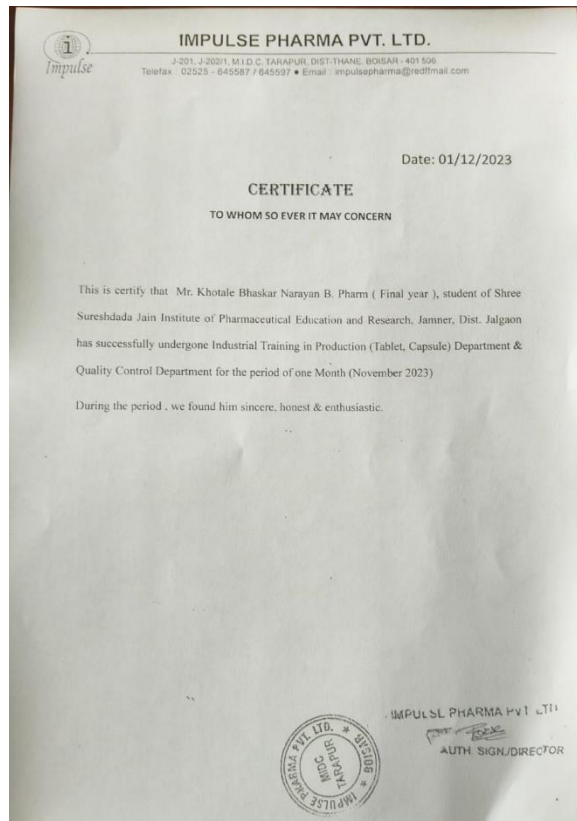 i
Impulse
IMPULSE PHARMA PVT. LTD.
J-201, J-202/1, M.I.D.C. TARAPUR, DIST-THANE, BOISAR - 401 506
Telefax : 02525 - 645587 / 645597 ● Email : impulsepharma@rediffmail.com
Date: 01/12/2023
CERTIFICATE
TO WHOM SO EVER IT MAY CONCERN
This is certify that Mr. Khotale Bhaskar Narayan B. Pharm ( Final year ), student of Shree
Sureshdada Jain Institute of Pharmaceutical Education and Research, Jamner, Dist. Jalgaon
has successfully undergone Industrial Training in Production (Tablet, Capsule) Department &
Quality Control Department for the period of one Month (November 2023)
During the period , we found him sincere, honest & enthusiastic.
IMPULSE PHARMA PVT. LTD. ★ BOISAR ★
MIDC
TARAPUR
IMPULSE PHARMA PVT LTD
AUTH. SIGN./DIRECTOR